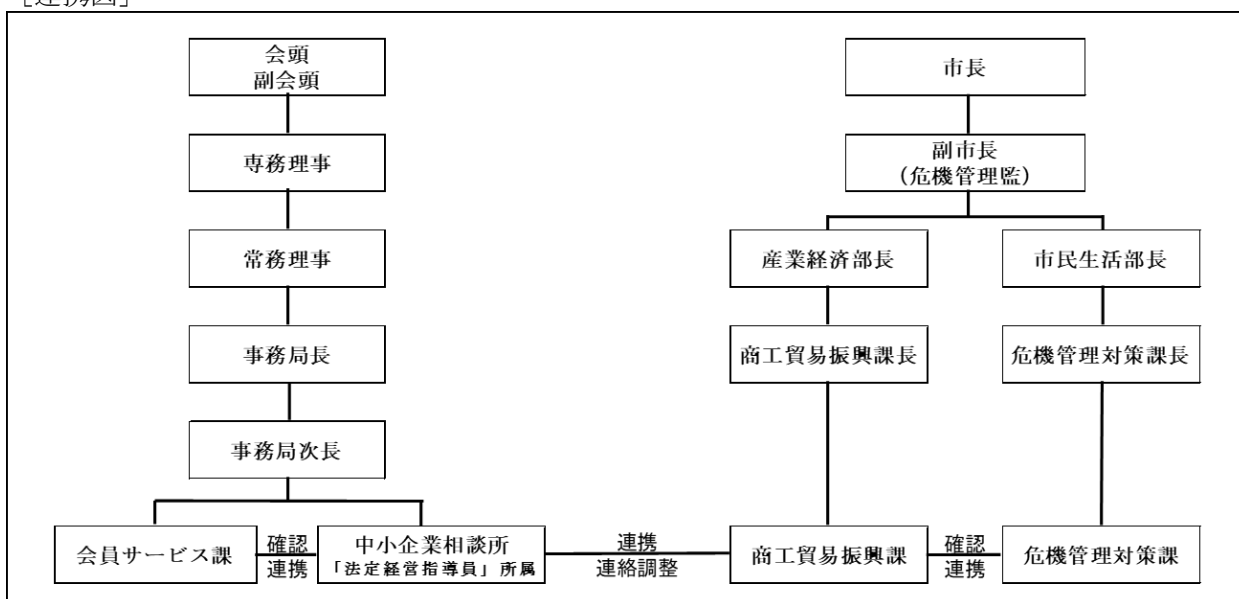 ［連携図］
会頭
副会頭
専務理事
常務理事
事務局長
事務局次長
会員サービス課
確認
連携
中小企業相談所
「法定経営指導員」所属
連携
連絡調整
市長
副市長
（危機管理監）
産業経済部長
市民生活部長
商工貿易振興課長
危機管理対策課長
商工貿易振興課
確認
連携
危機管理対策課